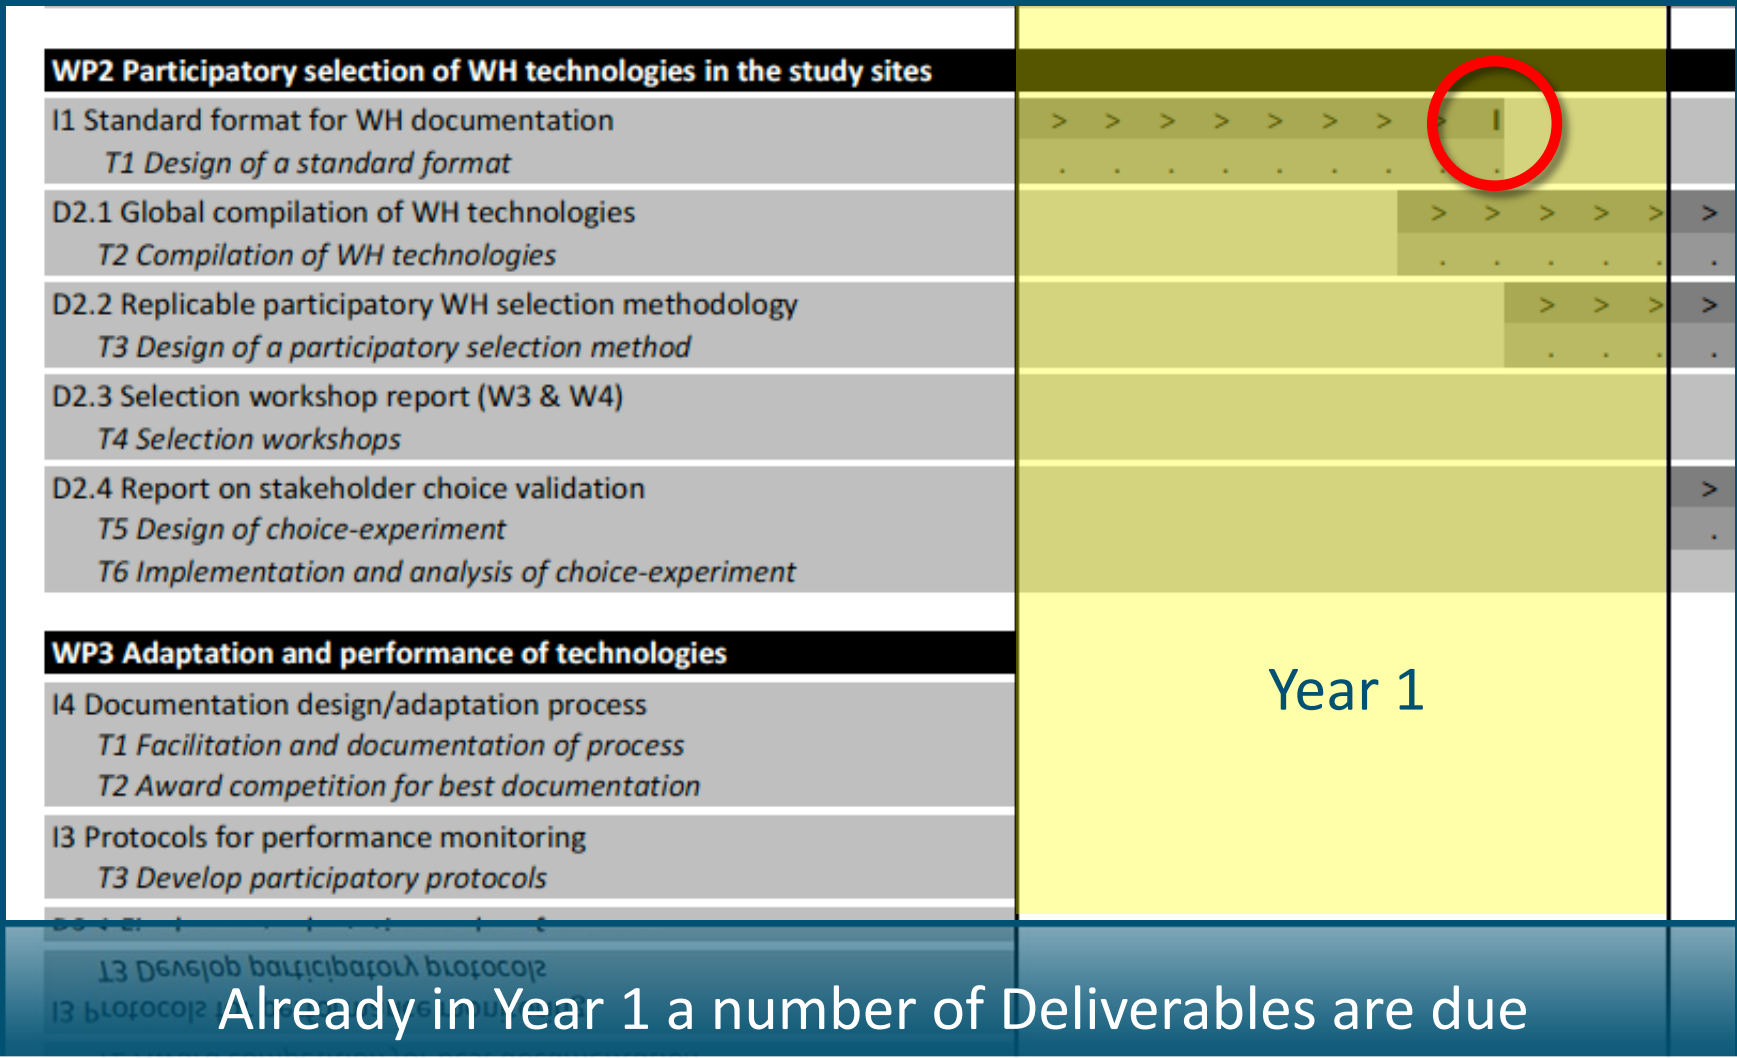 WP2 Participatory selection of WH technologies in the study sites
I1 Standard format for WH documentation > > > > > > > > I
T1 Design of a standard format . . . . . . . . .
D2.1 Global compilation of WH technologies > > > > > >
T2 Compilation of WH technologies . . . . . .
D2.2 Replicable participatory WH selection methodology > > > >
T3 Design of a participatory selection method . . . .
D2.3 Selection workshop report (W3 & W4)
T4 Selection workshops
D2.4 Report on stakeholder choice validation >
T5 Design of choice-experiment .
T6 Implementation and analysis of choice-experiment
WP3 Adaptation and performance of technologies
Year 1
I4 Documentation design/adaptation process
T1 Facilitation and documentation of process
T2 Award competition for best documentation
I3 Protocols for performance monitoring
T3 Develop participatory protocols
T3 Develop participatory protocols
I3 Protocols
Already in Year 1 a number of Deliverables are due